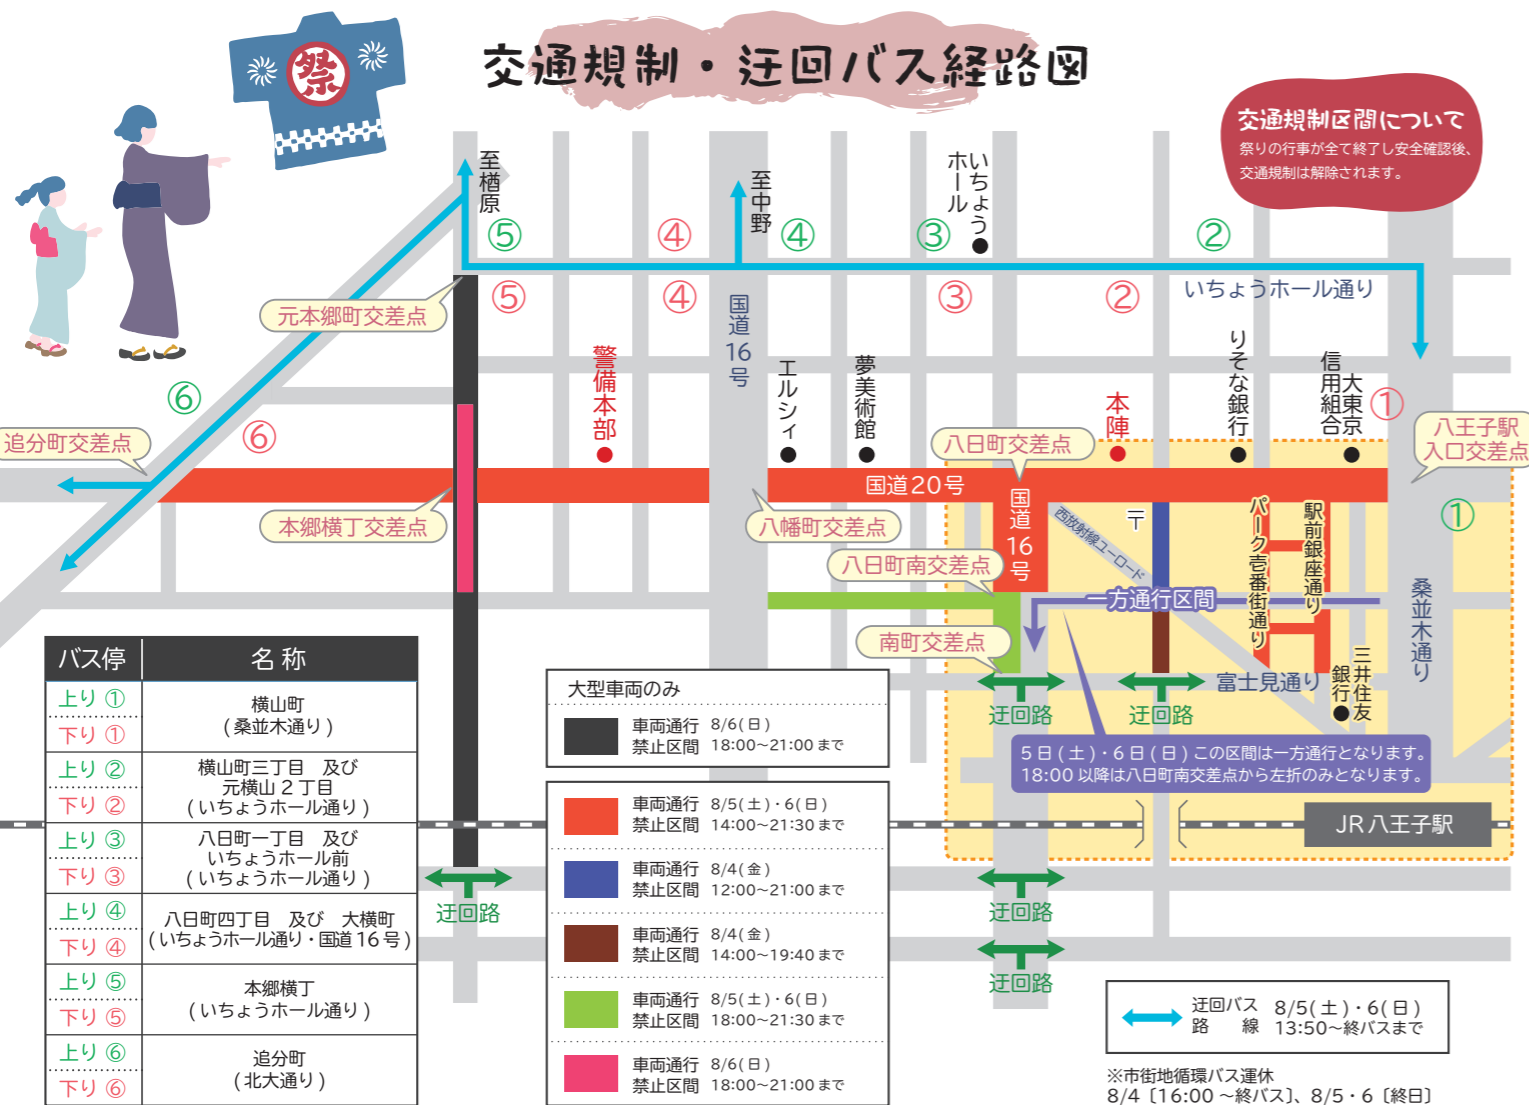 祭
交通規制・迂回バス経路図
交通規制区間について
祭りの行事が全て終了し安全確認後、
交通規制は解除されます。
至楢原
至中野
いちょう
ホール
⑤
④
④
③
②
⑤
④
③
②
いちょうホール通り
元本郷町交差点
国道16号
警備本部
エルシィ
夢美術館
本陣
りそな銀行
大東京
信用組合
①
⑥
⑥
追分町交差点
八日町交差点
八王子駅
入口交差点
国道20号
本郷横丁交差点
八幡町交差点
国道16号
〒
西放射線ユーロード
パーク壱番街通り
駅前銀座通り
①
八日町南交差点
一方通行区間
桑並木通り
南町交差点
富士見通り
三井住友
銀行
迂回路
迂回路
5日(土)・6日(日)この区間は一方通行となります。
18:00以降は八日町南交差点から左折のみとなります。
JR八王子駅
迂回路
迂回路
迂回路
バス停 名称
上り①
下り①
横山町
(桑並木通り)
上り②
下り②
横山町三丁目 及び
元横山2丁目
(いちょうホール通り)
上り③
下り③
八日町一丁目 及び
いちょうホール前
(いちょうホール通り)
上り④
下り④
八日町四丁目 及び 大横町
(いちょうホール通り・国道16号)
上り⑤
下り⑤
本郷横丁
(いちょうホール通り)
上り⑥
下り⑥
追分町
(北大通り)
大型車両のみ
車両通行 8/6(日)
禁止区間 18:00～21:00まで
車両通行 8/5(土)・6(日)
禁止区間 14:00～21:30まで
車両通行 8/4(金)
禁止区間 12:00～21:00まで
車両通行 8/4(金)
禁止区間 14:00～19:40まで
車両通行 8/5(土)・6(日)
禁止区間 18:00～21:30まで
車両通行 8/6(日)
禁止区間 18:00～21:00まで
迂回バス 8/5(土)・6(日)
路線 13:50～終バスまで
※市街地循環バス運休
8/4〔16:00～終バス〕、8/5・6〔終日〕